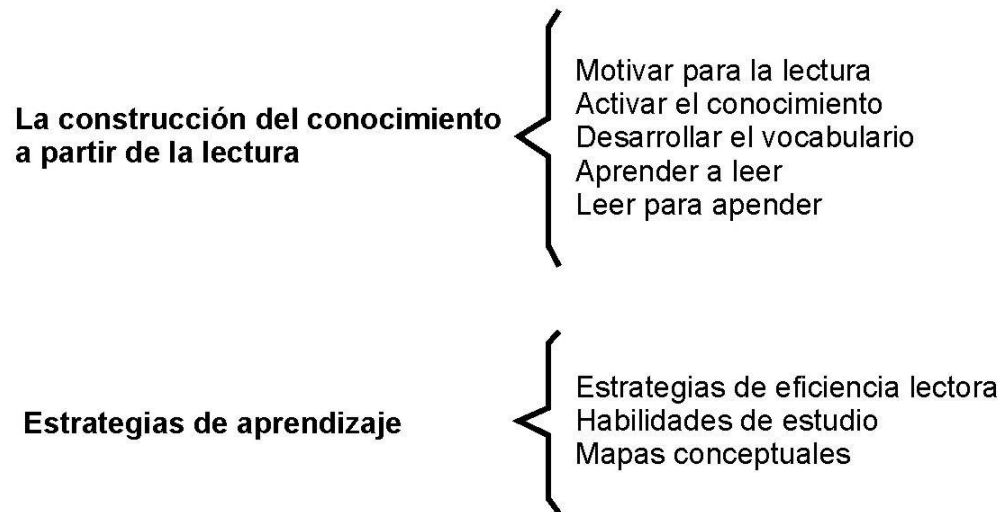 La construcción del conocimiento
a partir de la lectura
Motivar para la lectura
Activar el conocimiento
Desarrollar el vocabulario
Aprender a leer
Leer para apender
Estrategias de aprendizaje
Estrategias de eficiencia lectora
Habilidades de estudio
Mapas conceptuales